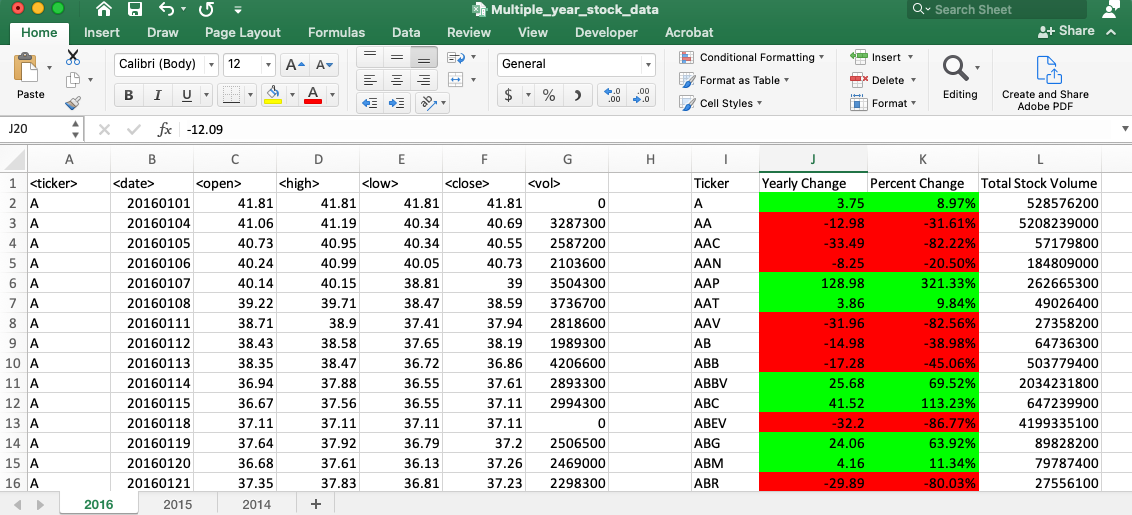 Multiple_year_stock_data
Search Sheet
Home Insert Draw Page Layout Formulas Data Review View Developer Acrobat Share
Paste
Calibri (Body) 12 A A
B I U A
General
$ % )
Conditional Formatting
Format as Table
Cell Styles
Insert
Delete
Format
Editing
Create and Share
Adobe PDF
J20 fx -12.09
A B C D E F G H I J K L
1 <ticker> <date> <open> <high> <low> <close> <vol> Ticker Yearly Change Percent Change Total Stock Volume
2 A 20160101 41.81 41.81 41.81 41.81 0 A 3.75 8.97% 528576200
3 A 20160104 41.06 41.19 40.34 40.69 3287300 AA -12.98 -31.61% 5208239000
4 A 20160105 40.73 40.95 40.34 40.55 2587200 AAC -33.49 -82.22% 57179800
5 A 20160106 40.24 40.99 40.05 40.73 2103600 AAN -8.25 -20.50% 184809000
6 A 20160107 40.14 40.15 38.81 39 3504300 AAP 128.98 321.33% 262665300
7 A 20160108 39.22 39.71 38.47 38.59 3736700 AAT 3.86 9.84% 49026400
8 A 20160111 38.71 38.9 37.41 37.94 2818600 AAV -31.96 -82.56% 27358200
9 A 20160112 38.43 38.58 37.65 38.19 1989300 AB -14.98 -38.98% 64736300
10 A 20160113 38.35 38.47 36.72 36.86 4206600 ABB -17.28 -45.06% 503779400
11 A 20160114 36.94 37.88 36.55 37.61 2893300 ABBV 25.68 69.52% 2034231800
12 A 20160115 36.67 37.56 36.55 37.11 2994300 ABC 41.52 113.23% 647239900
13 A 20160118 37.11 37.11 37.11 37.11 0 ABEV -32.2 -86.77% 4199335100
14 A 20160119 37.64 37.92 36.79 37.2 2506500 ABG 24.06 63.92% 89828200
15 A 20160120 36.68 37.61 36.13 37.26 2469000 ABM 4.16 11.34% 79787400
16 A 20160121 37.35 37.83 36.81 37.23 2298300 ABR -29.89 -80.03% 27556100
2016 2015 2014 +